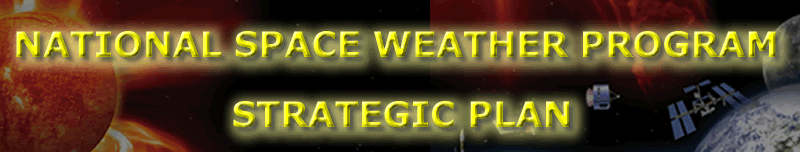 NATIONAL SPACE WEATHER PROGRAM
STRATEGIC PLAN